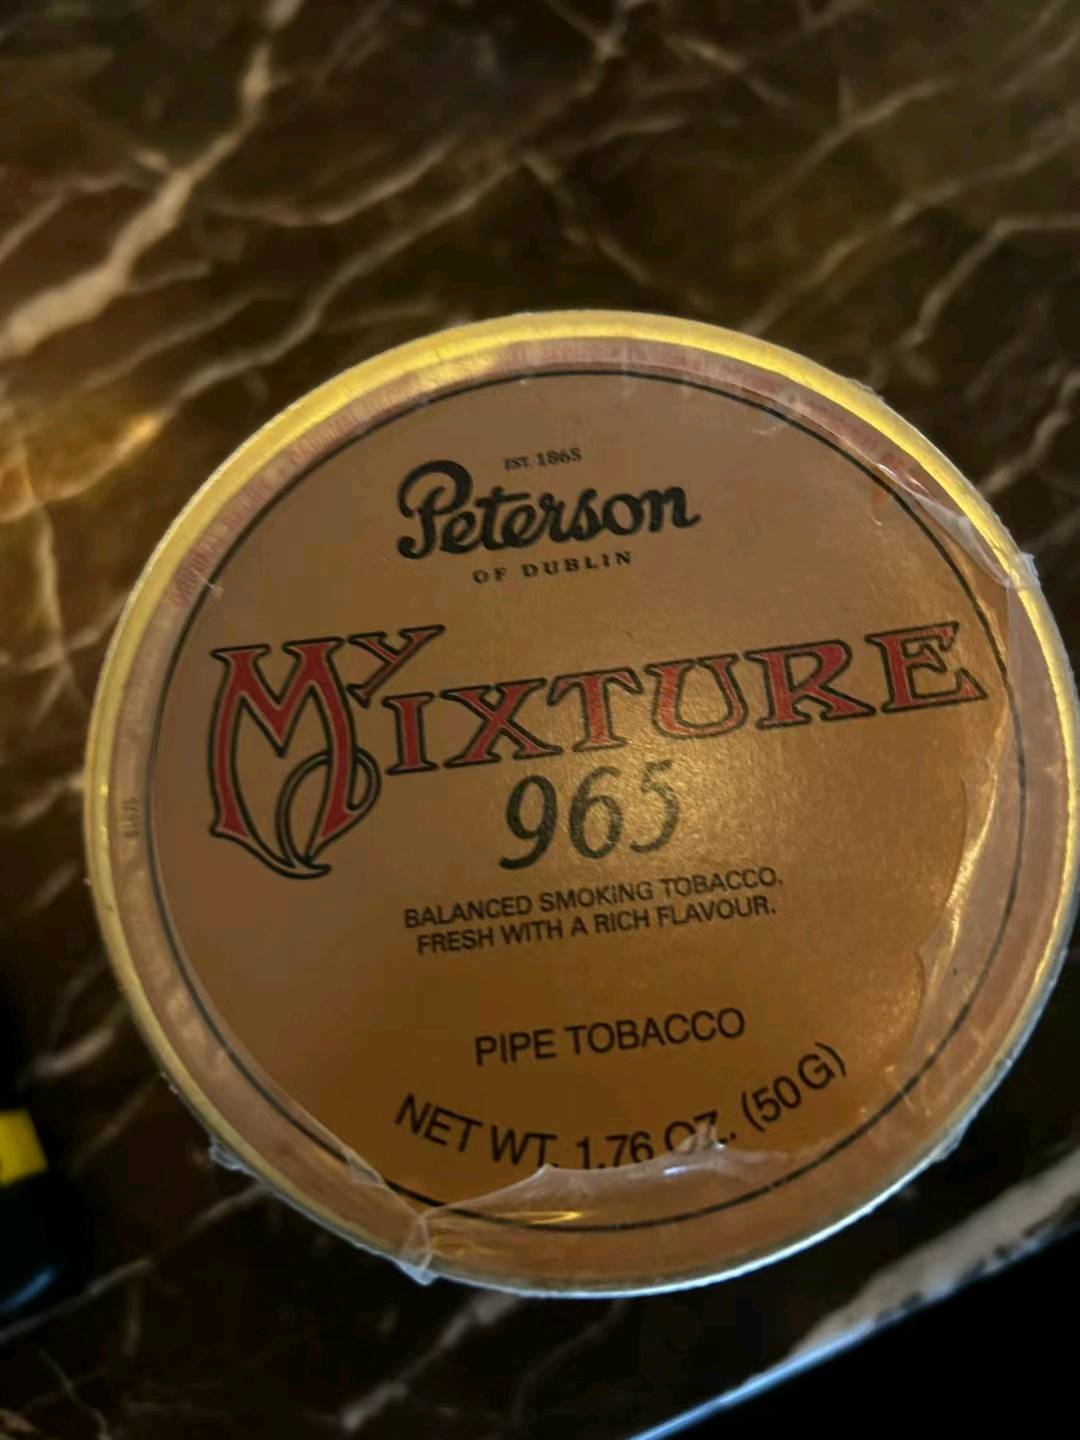 EST. 1865
Peterson
OF DUBLIN
MY MIXTURE
965
BALANCED SMOKING TOBACCO.
FRESH WITH A RICH FLAVOUR.
PIPE TOBACCO
NET WT. 1.76 OZ. (50 G)